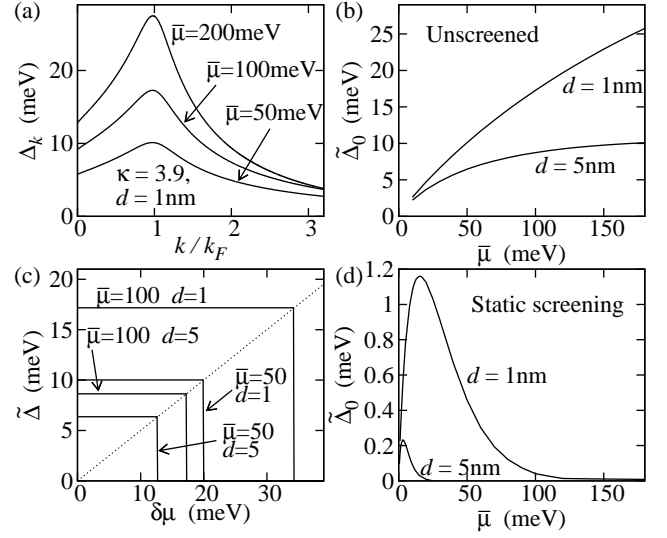 (a)
μ̄=200meV
μ̄=100meV
μ̄=50meV
κ = 3.9,
d = 1nm
Δk (meV)
0
10
20
0
1
2
3
k/kF
(b)
Unscreened
d = 1nm
d = 5nm
Δ̃0 (meV)
0
5
10
15
20
25
0
50
100
150
μ̄ (meV)
(c)
μ̄=100 d=1
μ̄=100 d=5
μ̄=50
d=1
μ̄=50
d=5
Δ̃ (meV)
0
5
10
15
20
0
10
20
30
δμ (meV)
(d)
Static screening
d = 1nm
d = 5nm
Δ̃0 (meV)
0
0.2
0.4
0.6
0.8
1
1.2
0
50
100
150
μ̄ (meV)